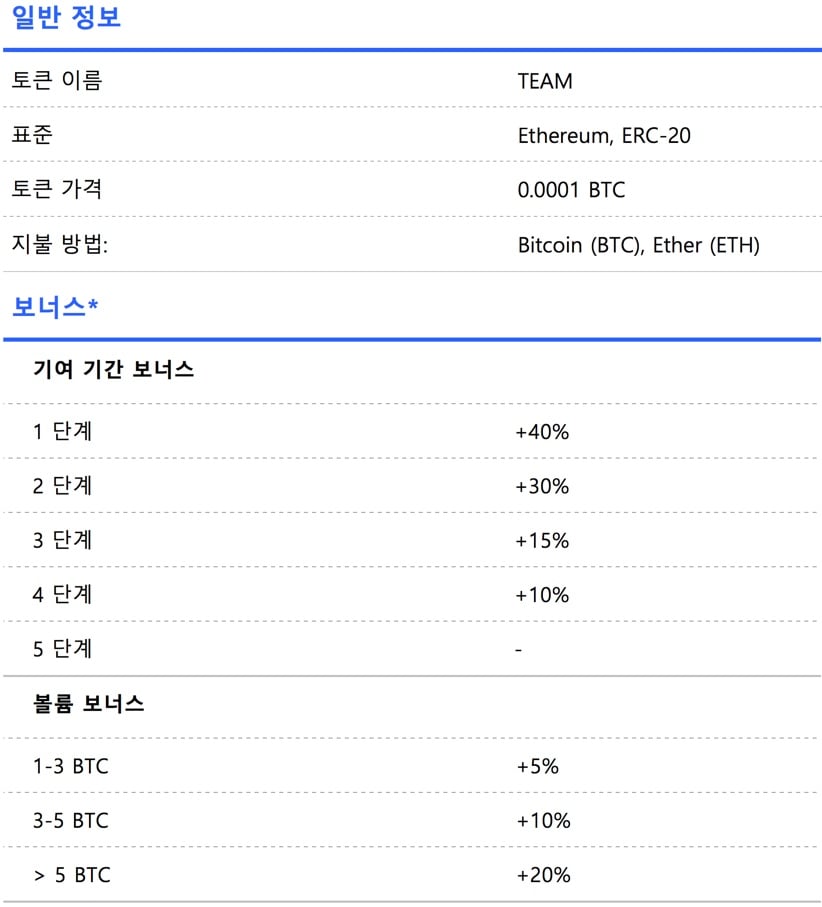 일반 정보
토큰 이름 TEAM
표준 Ethereum, ERC-20
토큰 가격 0.0001 BTC
지불 방법: Bitcoin (BTC), Ether (ETH)
보너스*
기여 기간 보너스
1 단계 +40%
2 단계 +30%
3 단계 +15%
4 단계 +10%
5 단계 -
볼륨 보너스
1-3 BTC +5%
3-5 BTC +10%
> 5 BTC +20%